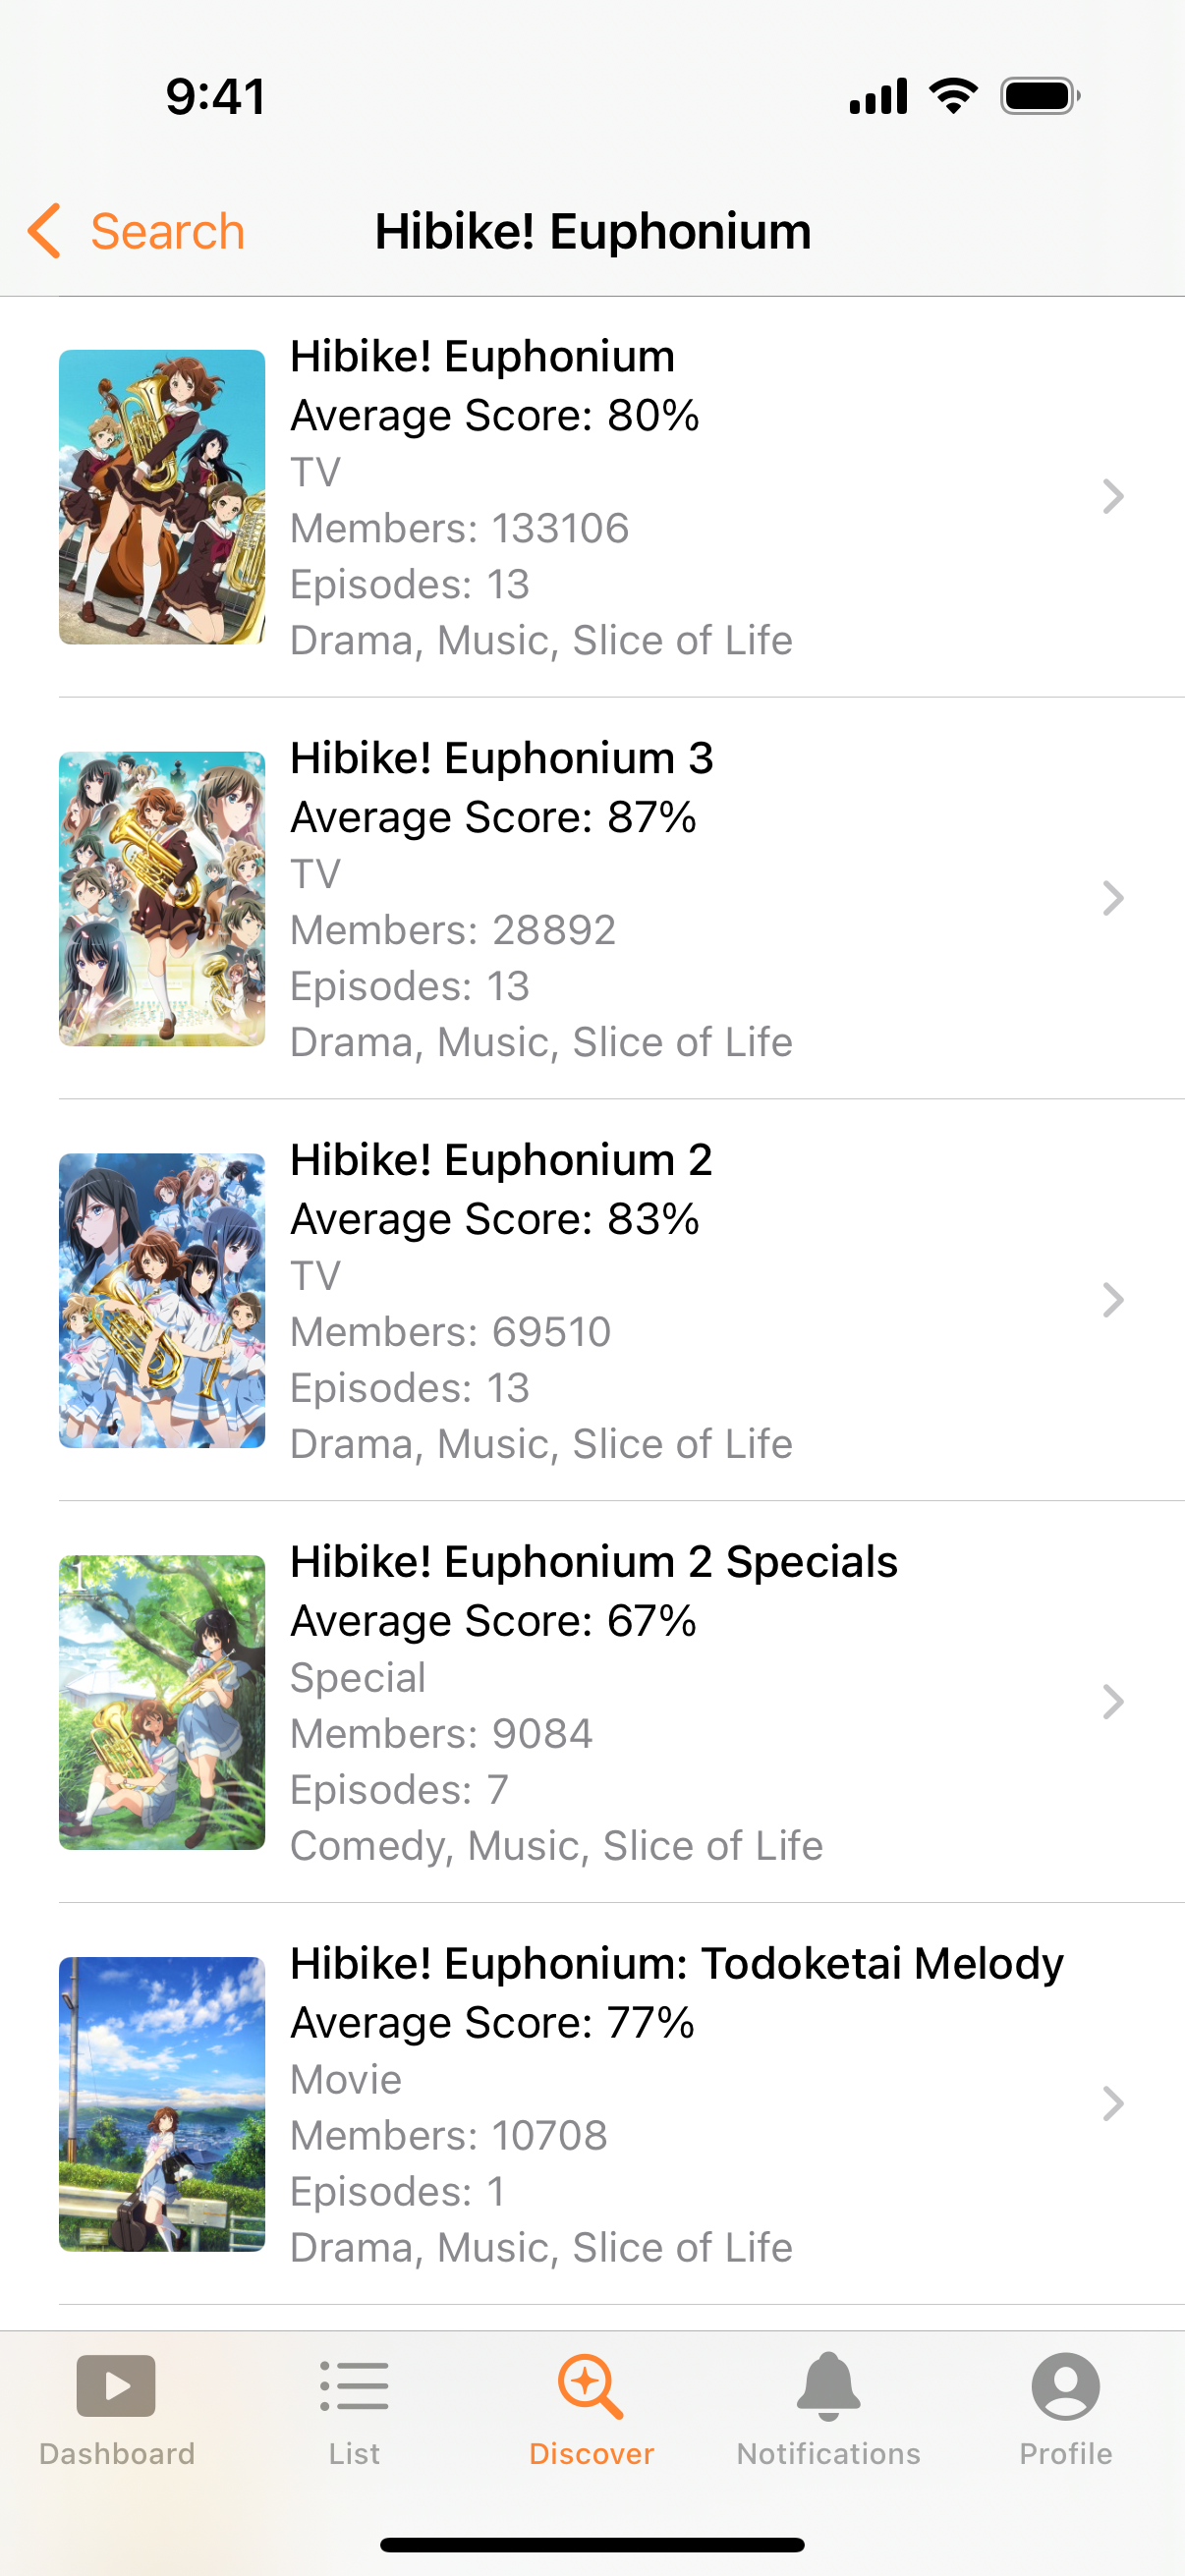 9:41
Search
Hibike! Euphonium
Hibike! Euphonium
Average Score: 80%
TV
Members: 133106
Episodes: 13
Drama, Music, Slice of Life
Hibike! Euphonium 3
Average Score: 87%
TV
Members: 28892
Episodes: 13
Drama, Music, Slice of Life
Hibike! Euphonium 2
Average Score: 83%
TV
Members: 69510
Episodes: 13
Drama, Music, Slice of Life
1
Hibike! Euphonium 2 Specials
Average Score: 67%
Special
Members: 9084
Episodes: 7
Comedy, Music, Slice of Life
Hibike! Euphonium: Todoketai Melody
Average Score: 77%
Movie
Members: 10708
Episodes: 1
Drama, Music, Slice of Life
Dashboard
List
Discover
Notifications
Profile